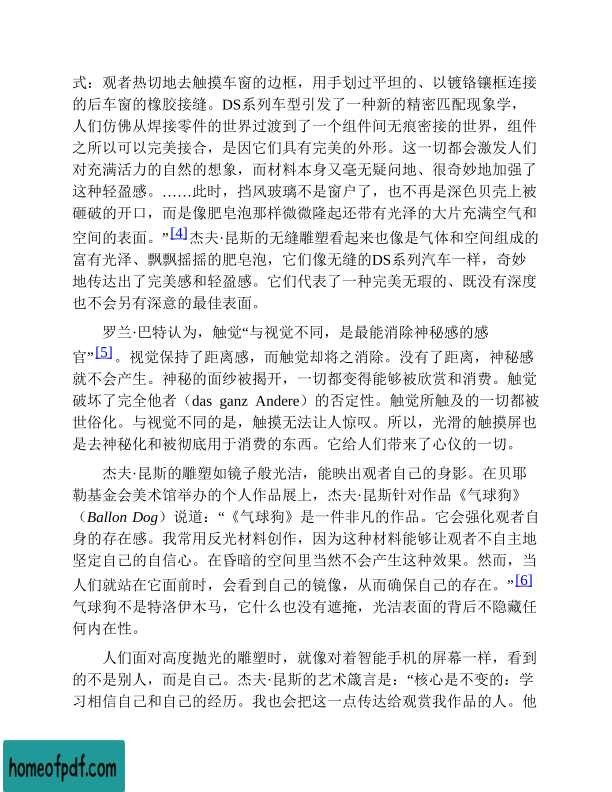 式：观者热切地去触摸车窗的边框，用手划过平坦的、以镀铬镶框连接
的后车窗的橡胶接缝。DS系列车型引发了一种新的精密匹配现象学，
人们仿佛从焊接零件的世界过渡到了一个组件间无痕密接的世界，组件
之所以可以完美接合，是因它们具有完美的外形。这一切都会激发人们
对充满活力的自然的想象，而材料本身又毫无疑问地、很奇妙地加强了
这种轻盈感。……此时，挡风玻璃不是窗户了，也不再是深色贝壳上被
砸破的开口，而是像肥皂泡那样微微隆起还带有光泽的大片充满空气和
空间的表面。”[4]杰夫·昆斯的无缝雕塑看起来也像是气体和空间组成的
富有光泽、飘飘摇摇的肥皂泡，它们像无缝的DS系列汽车一样，奇妙
地传达出了完美感和轻盈感。它们代表了一种完美无瑕的、既没有深度
也不会另有深意的最佳表面。
罗兰·巴特认为，触觉“与视觉不同，是最能消除神秘感的感
官”[5]。视觉保持了距离感，而触觉却将之消除。没有了距离，神秘感
就不会产生。神秘的面纱被揭开，一切都变得能够被欣赏和消费。触觉
破坏了完全他者（das ganz Andere）的否定性。触觉所触及的一切都被
世俗化。与视觉不同的是，触摸无法让人惊叹。所以，光滑的触摸屏也
是去神秘化和被彻底用于消费的东西。它给人们带来了心仪的一切。
杰夫·昆斯的雕塑如镜子般光洁，能映出观者自己的身影。在贝耶
勒基金会美术馆举办的个人作品展上，杰夫·昆斯针对作品《气球狗》
（Ballon Dog）说道：“《气球狗》是一件非凡的作品。它会强化观者自
身的存在感。我常用反光材料创作，因为这种材料能够让观者不自主地
坚定自己的自信心。在昏暗的空间里当然不会产生这种效果。然而，当
人们就站在它面前时，会看到自己的镜像，从而确保自己的存在。”[6]
气球狗不是特洛伊木马，它什么也没有遮掩，光洁表面的背后不隐藏任
何内在性。
人们面对高度抛光的雕塑时，就像对着智能手机的屏幕一样，看到
的不是别人，而是自己。杰夫·昆斯的艺术箴言是：“核心是不变的：学
习相信自己和自己的经历。我也会把这一点传达给观赏我作品的人。他
homeofpdf.com